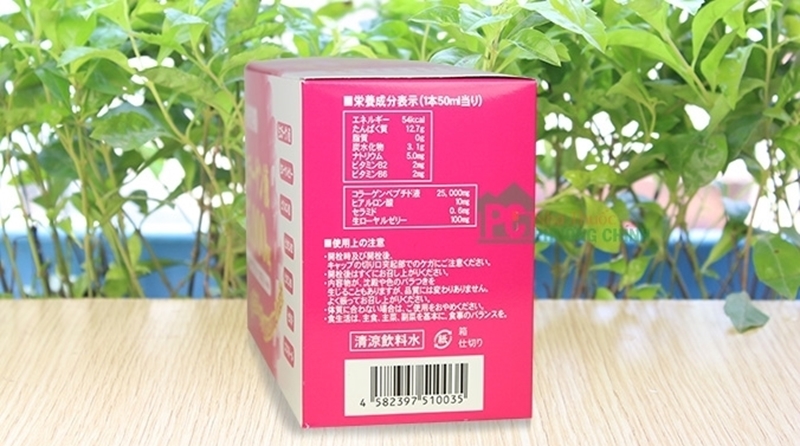 ■栄養成分表示(1本50ml当り)
エネルギー 54kcal
たんぱく質 12.7g
脂質 0g
炭水化物 3.1g
ナトリウム 5.0mg
ビタミンB2 2mg
ビタミンB6 2mg
コラーゲンペプチド液 25,000mg
ヒアルロン酸 10mg
セラミド 0.6mg
生ローヤルゼリー 100mg
■使用上の注意
・開栓時及び開栓後、
キャップの切り口突起部でのケガにご注意ください。
・開栓後はすぐにお召し上がりください。
・内容物が、沈殿や色のバラつきを
生じることもありますが、品質には変わりありません。
よく振ってお召し上がりください。
・体質に合わない場合は、ご使用をおやめください。
・食生活は、主食、主菜、副菜を基本に、食事のバランスを。
清涼飲料水
紙
箱
仕切り
4 582397 510035